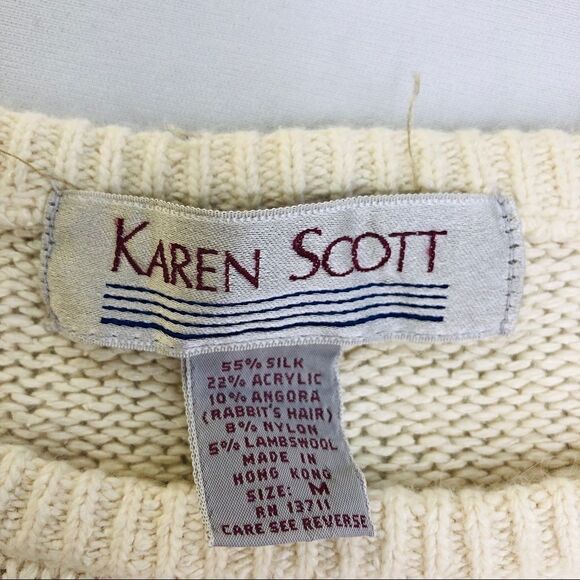 KAREN SCOTT
55% SILK
22% ACRYLIC
10% ANGORA
(RABBIT'S HAIR)
8% NYLON
5% LAMBSWOOL
MADE IN
HONG KONG
SIZE: M
RN 13711
CARE SEE REVERSE